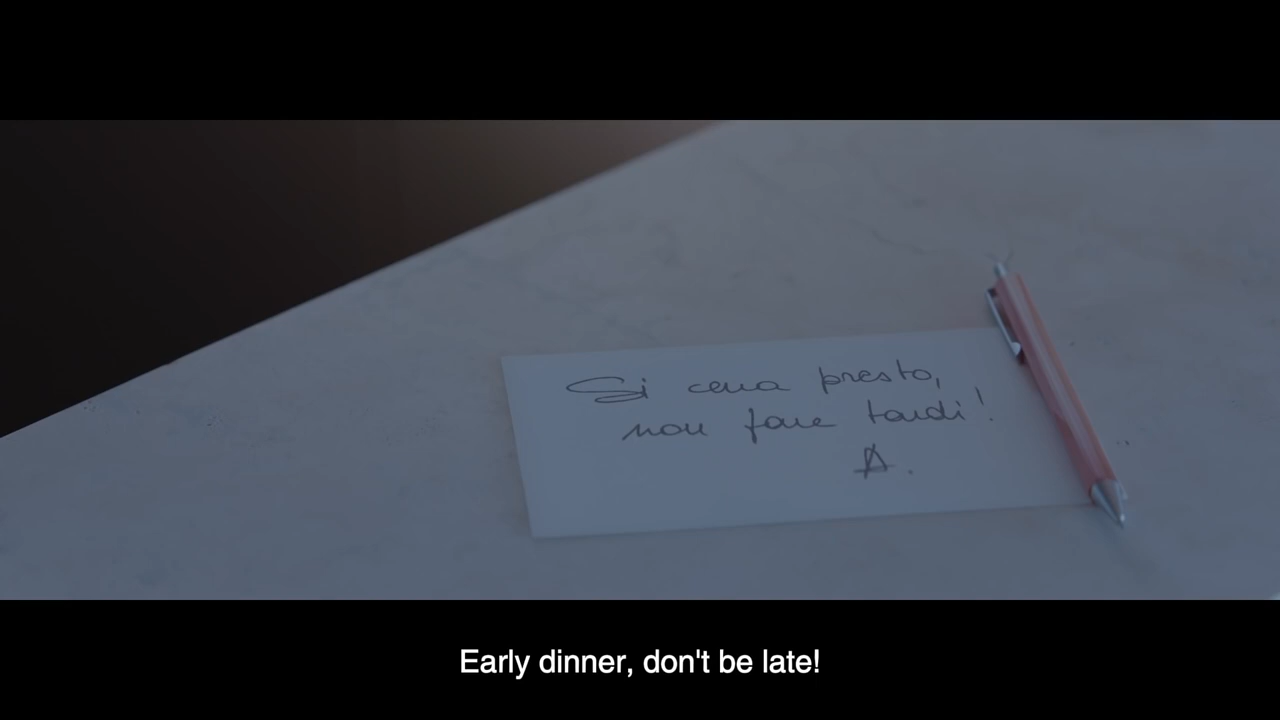 Si cena presto,
non fare tardi!
A.
Early dinner, don't be late!